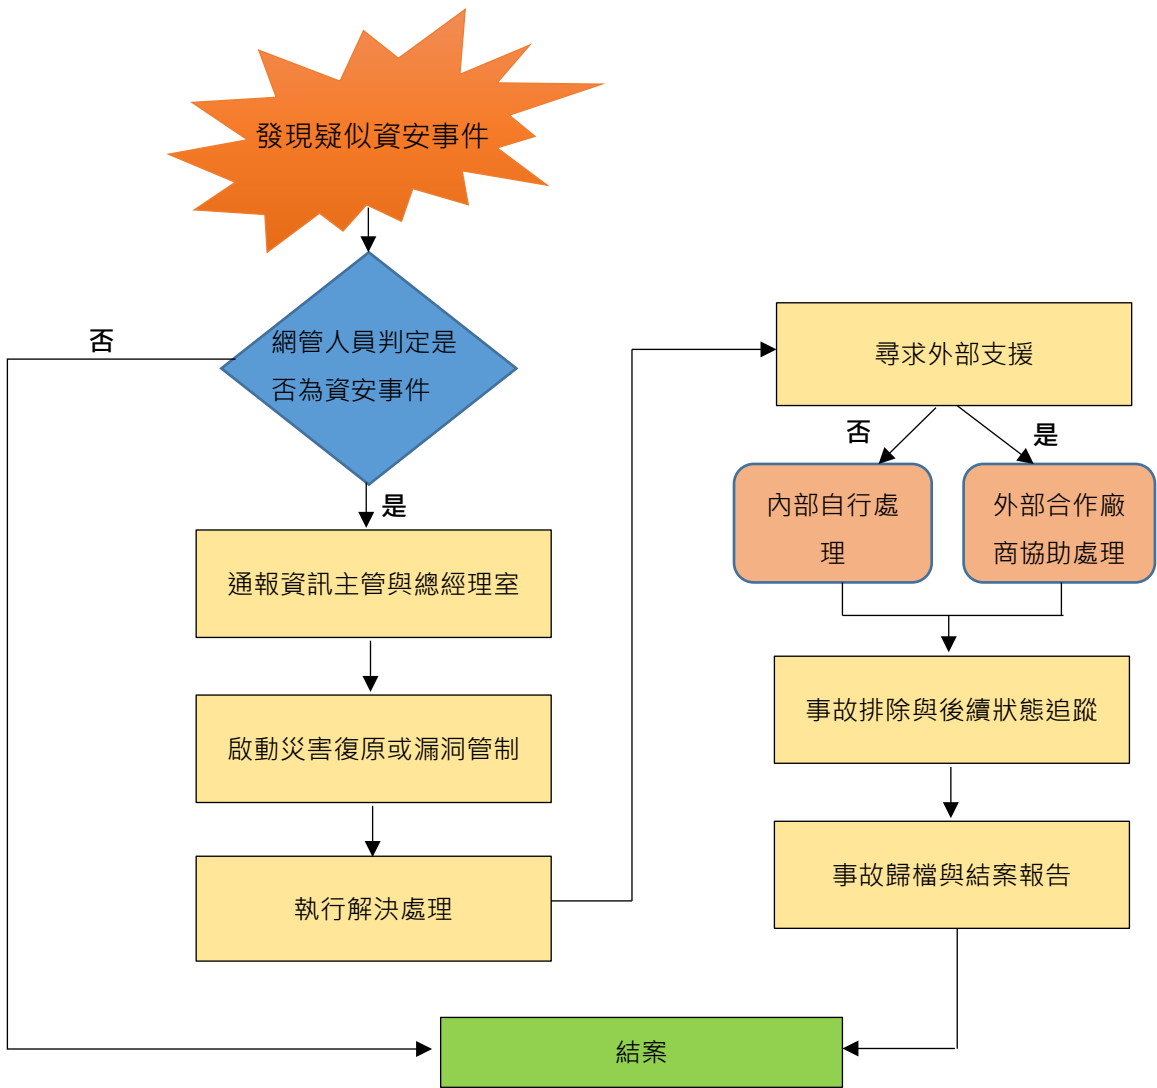 發現疑似資安事件
否
網管人員判定是
否為資安事件
是
通報資訊主管與總經理室
啟動災害復原或漏洞管制
執行解決處理
尋求外部支援
否
是
內部自行處
理
外部合作廠
商協助處理
事故排除與後續狀態追蹤
事故歸檔與結案報告
結案